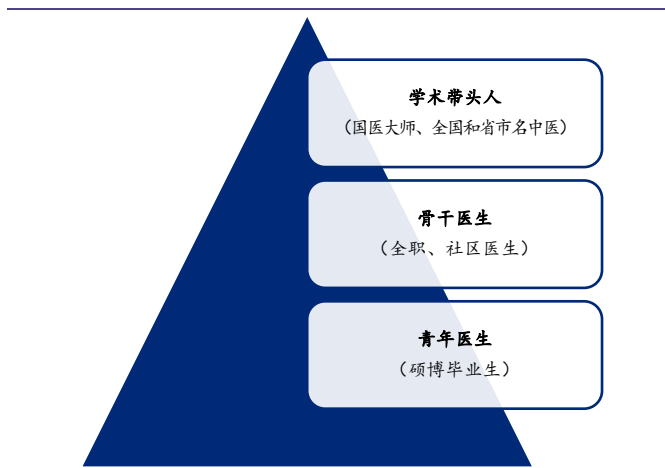 学术带头人
（国医大师、全国和省市名中医）
骨干医生
（全职、社区医生）
青年医生
（硕博毕业生）